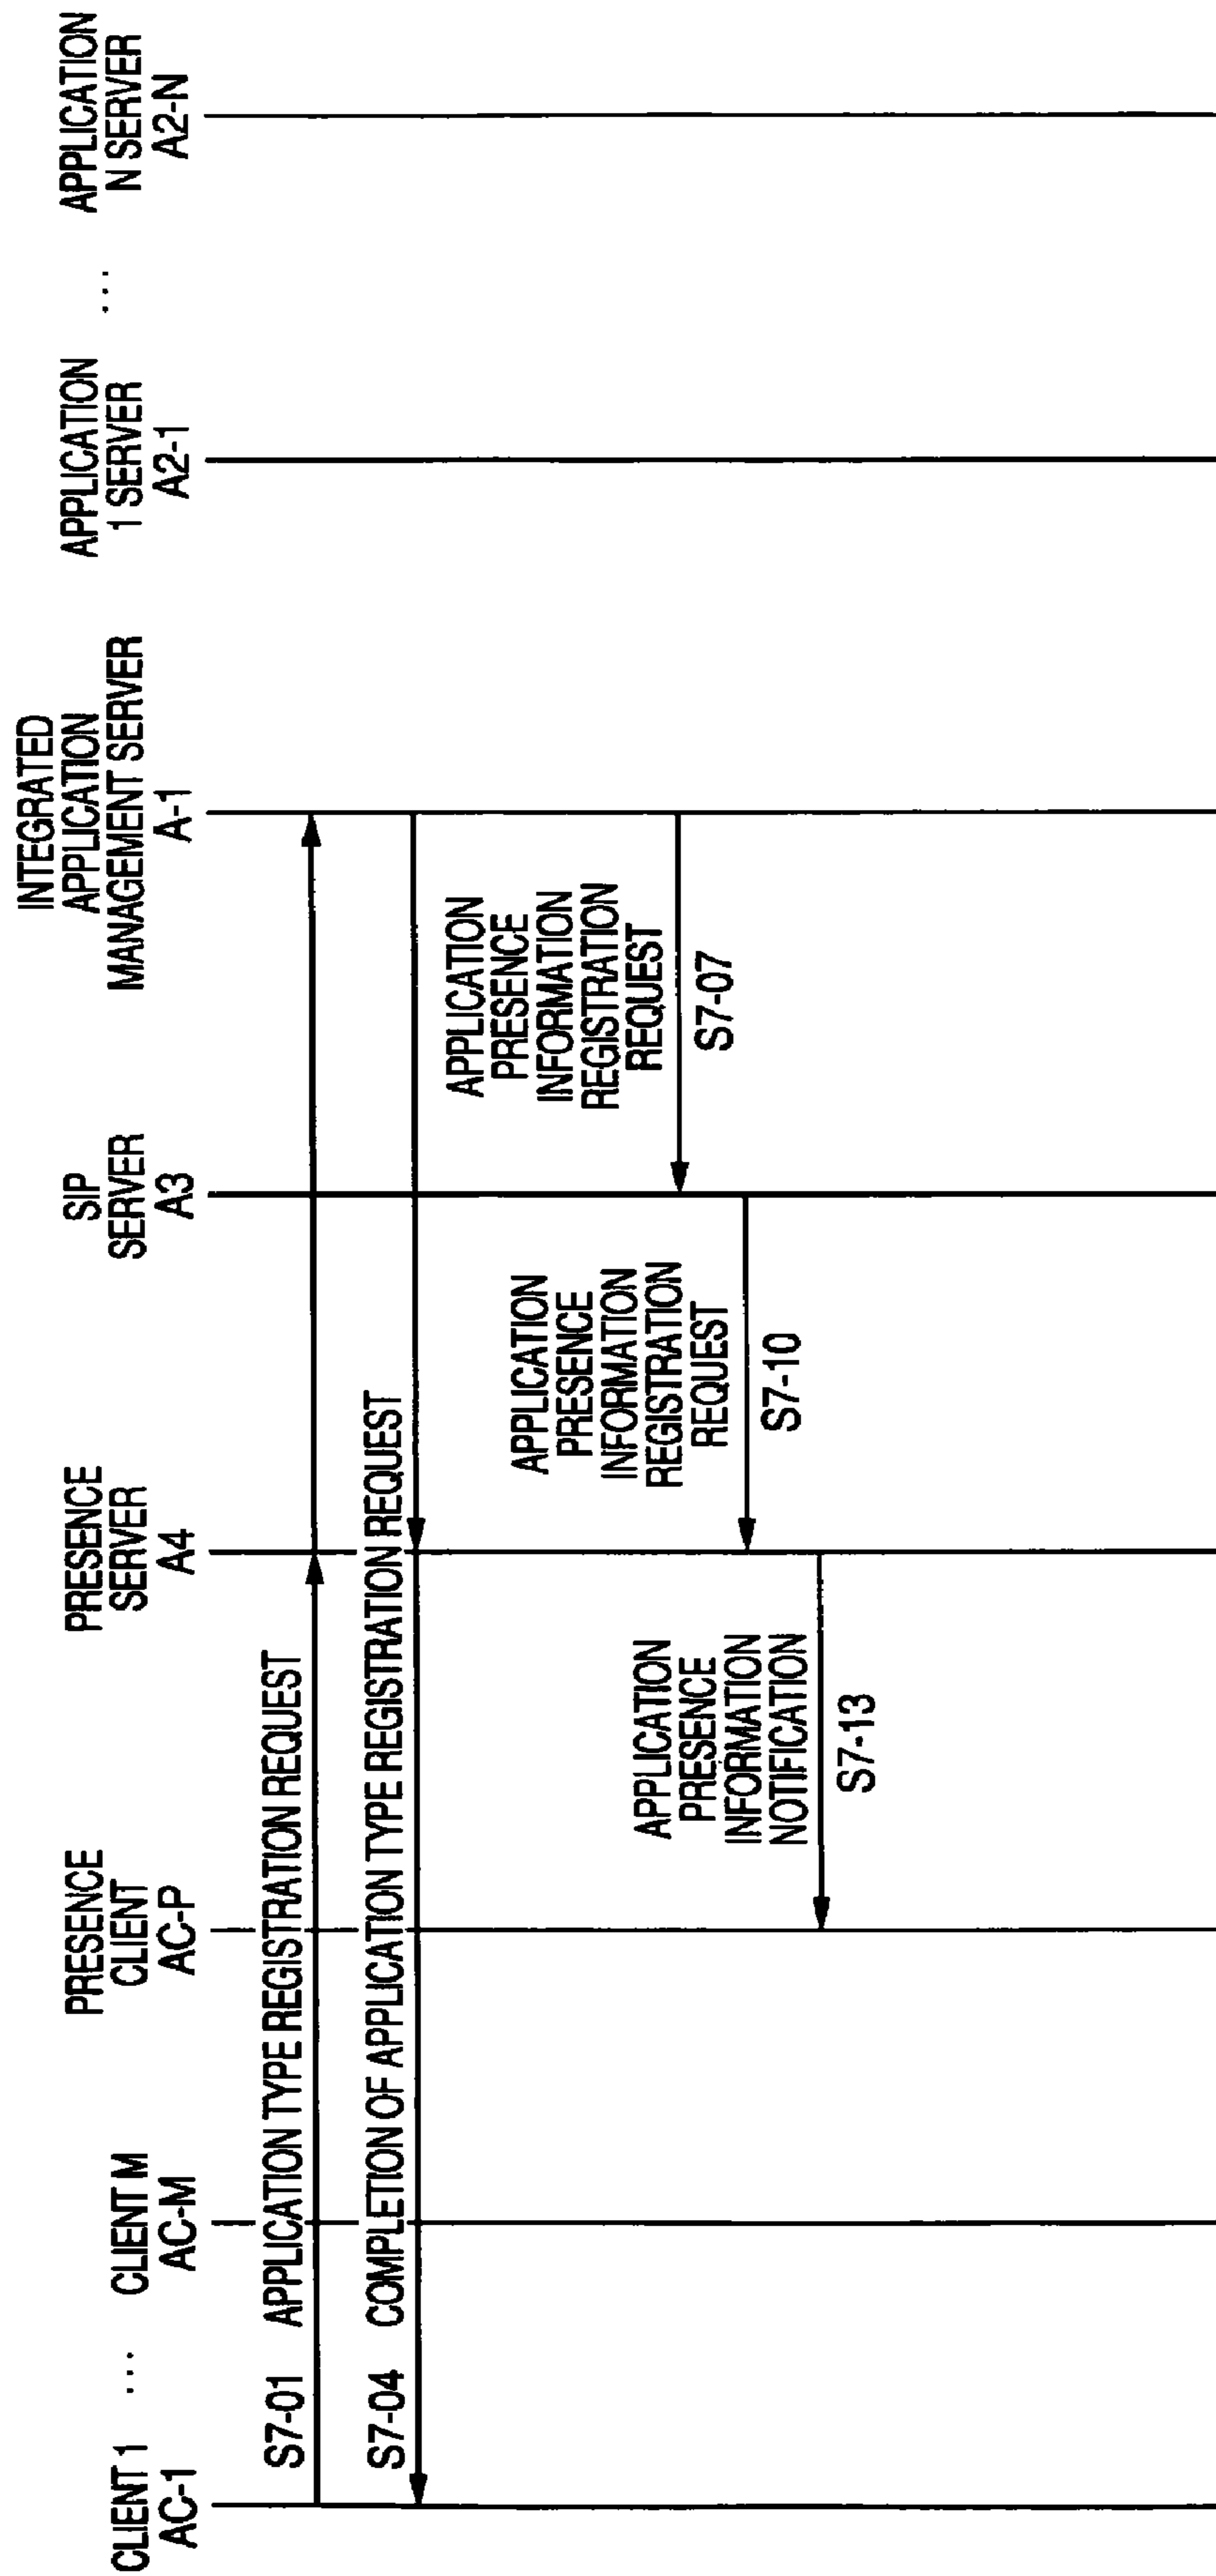 CLIENT 1
AC-1
...
CLIENT M
AC-M
PRESENCE
CLIENT
AC-P
PRESENCE
SERVER
A4
SIP
SERVER
A3
INTEGRATED
APPLICATION
MANAGEMENT SERVER
A-1
APPLICATION
1 SERVER
A2-1
...
APPLICATION
N SERVER
A2-N
S7-01 APPLICATION TYPE REGISTRATION REQUEST
S7-04 COMPLETION OF APPLICATION TYPE REGISTRATION REQUEST
APPLICATION
PRESENCE
INFORMATION
REGISTRATION
REQUEST
S7-07
APPLICATION
PRESENCE
INFORMATION
REGISTRATION
REQUEST
S7-10
APPLICATION
PRESENCE
INFORMATION
NOTIFICATION
S7-13